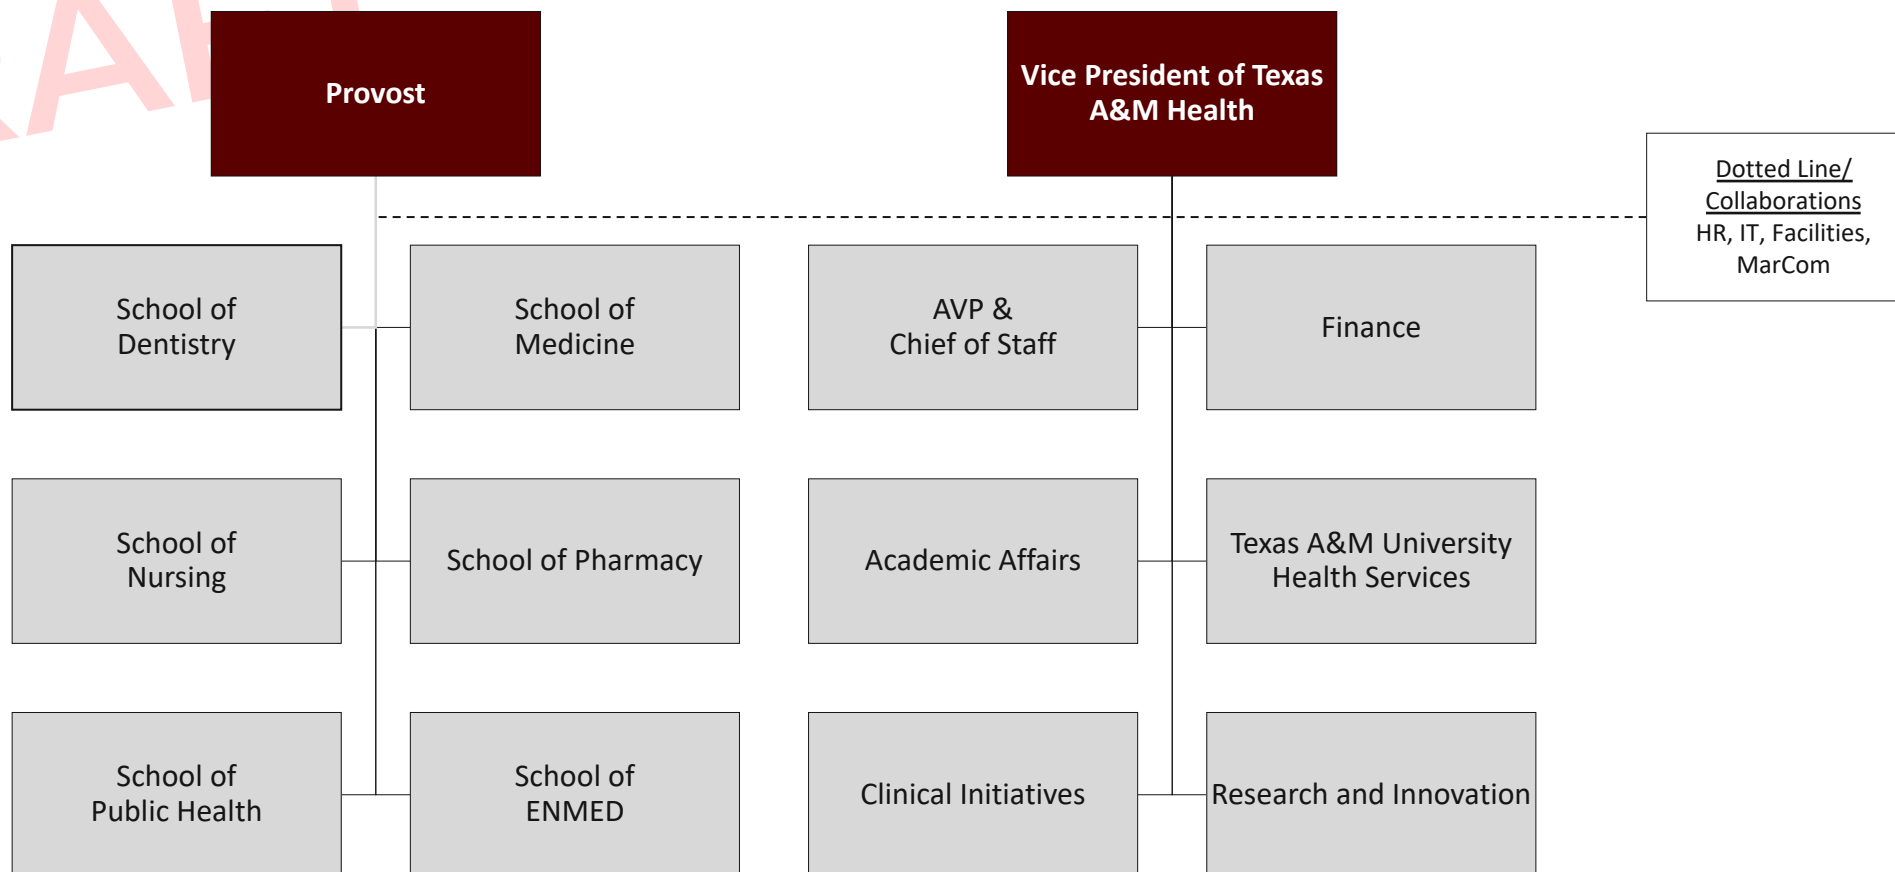 Provost
Vice President of Texas
A&M Health
Dotted Line/
Collaborations
HR, IT, Facilities,
MarCom
School of
Dentistry
School of
Medicine
AVP &
Chief of Staff
Finance
School of
Nursing
School of Pharmacy
Academic Affairs
Texas A&M University
Health Services
School of
Public Health
School of
ENMED
Clinical Initiatives
Research and Innovation